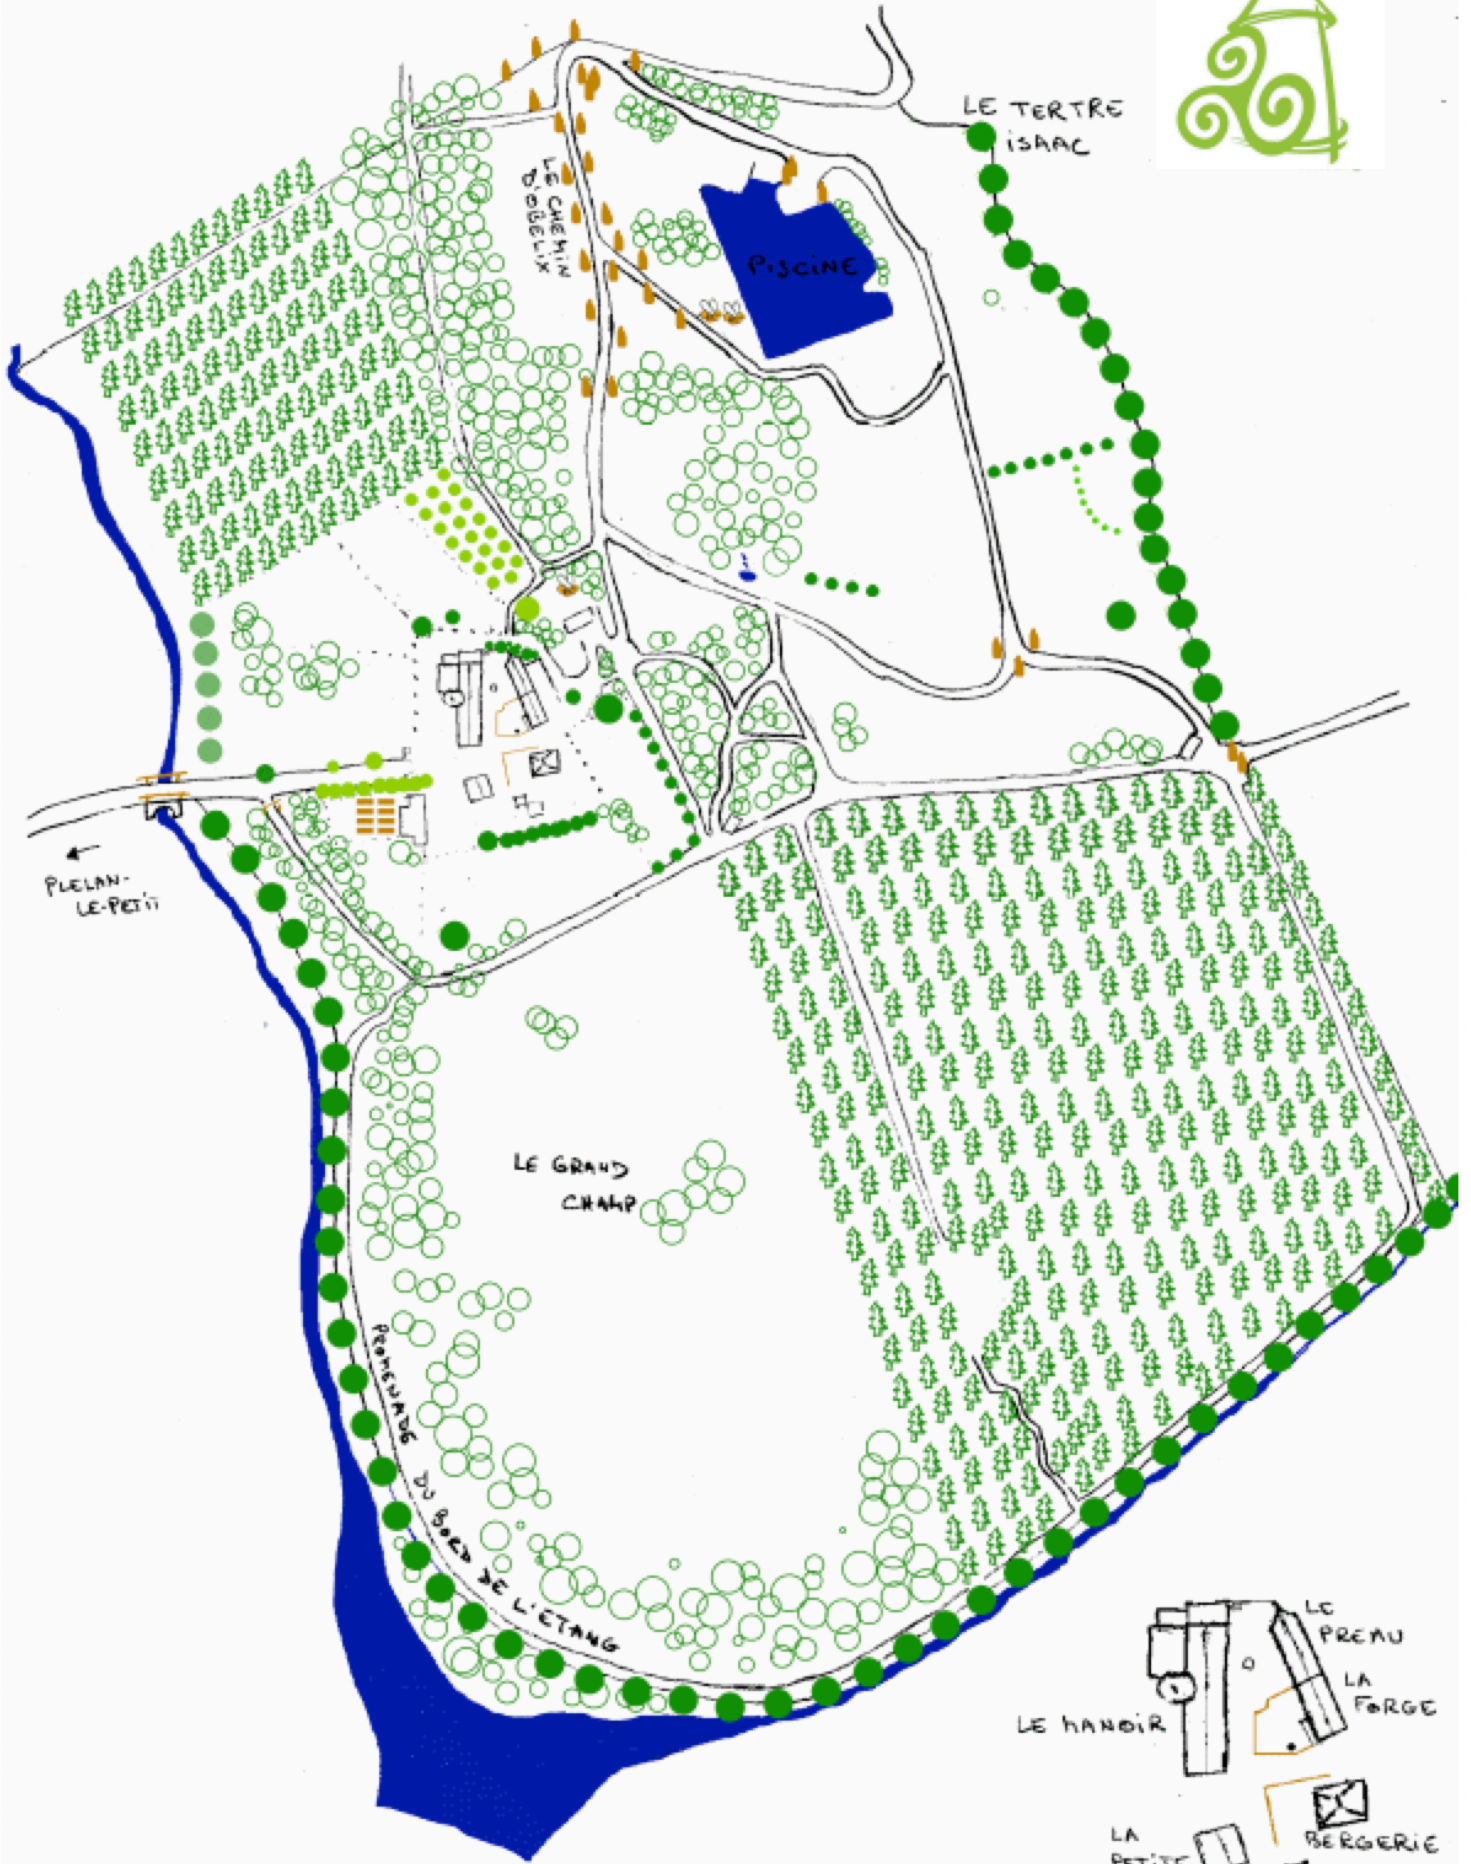 LE TERTRE
ISAAC
LE CHEMIN
D'OBELIX
PISCINE
PLELAN-
LE-PETIT
LE GRAND
CHAMP
PROMENADE DU BORD DE L'ETANG
LE
PREAU
LA
FORGE
LE MANOIR
BERGERIE
LA
PETITE